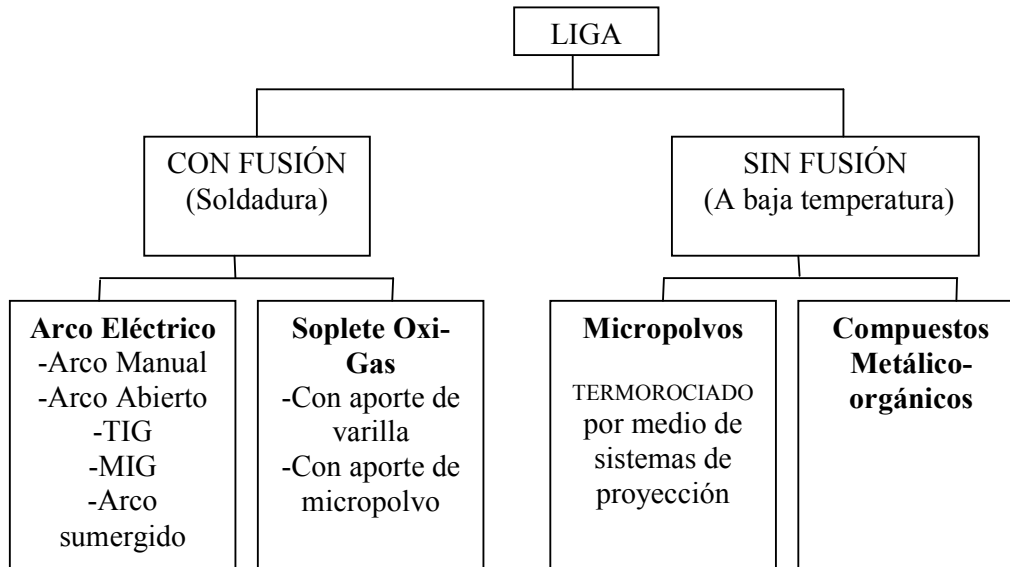 LIGA
CON FUSIÓN
(Soldadura)
SIN FUSIÓN
(A baja temperatura)
Arco Eléctrico
-Arco Manual
-Arco Abierto
-TIG
-MIG
-Arco
sumergido
Soplete Oxi-
Gas
-Con aporte de
varilla
-Con aporte de
micropolvo
Micropolvos
TERMOROCIADO
por medio de
sistemas de
proyección
Compuestos
Metálico-
orgánicos